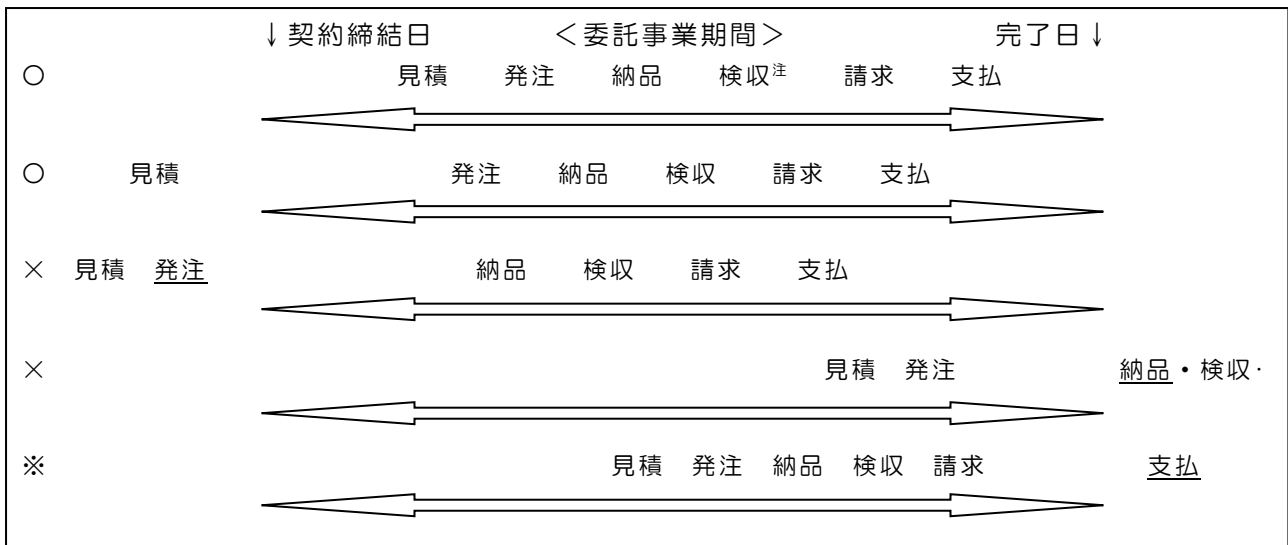 ↓契約締結日 ＜委託事業期間＞ 完了日↓
○ 見積 発注 納品 検収注 請求 支払
○ 見積 発注 納品 検収 請求 支払
× 見積 発注 納品 検収 請求 支払
× 見積 発注 納品・検収・
※ 見積 発注 納品 検収 請求 支払